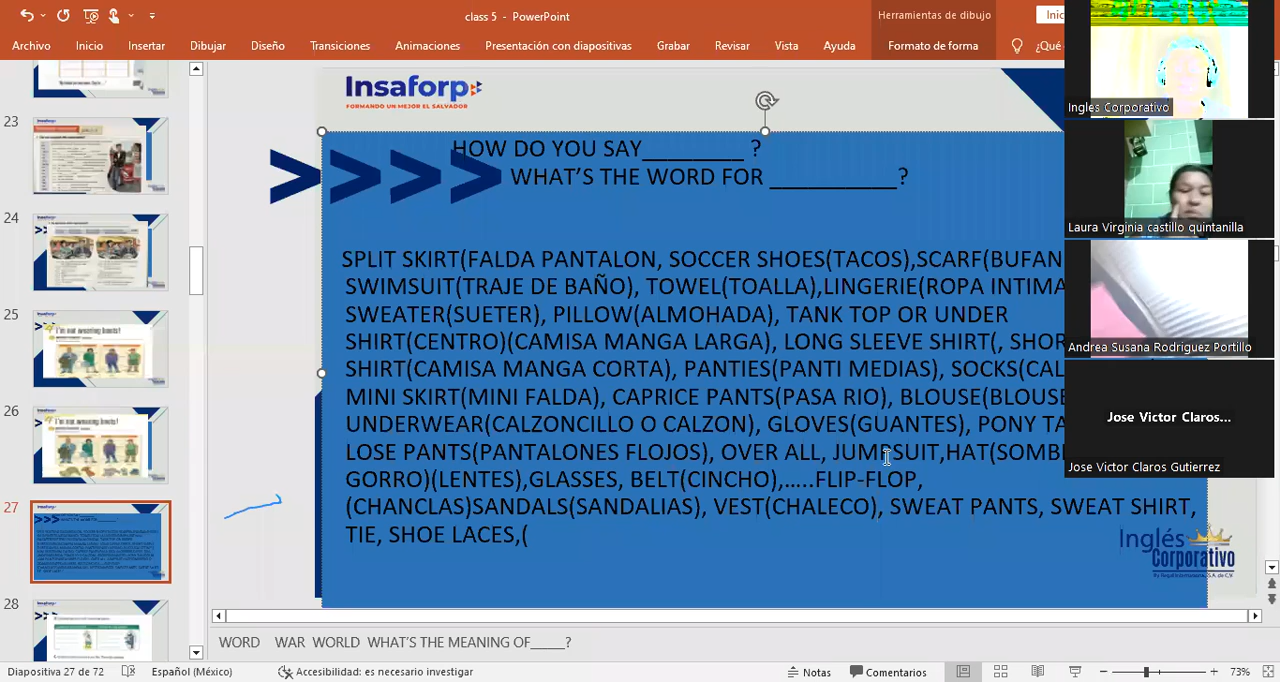 class 5 - PowerPoint
Herramientas de dibujo
Inic
Archivo Inicio Insertar Dibujar Diseño Transiciones Animaciones Presentación con diapositivas Grabar Revisar Vista Ayuda Formato de forma ¿Qué
Ingles Corporativo
Laura Virginia castillo quintanilla
Andrea Susana Rodriguez Portillo
Jose Victor Claros...
Jose Victor Claros Gutierrez
23
24
25
I'm not wearing boots!
26
I'm not wearing boots!
27
28
Insaforp
FORMANDO UN MEJOR EL SALVADOR
HOW DO YOU SAY_________ ?
WHAT'S THE WORD FOR ___________?
SPLIT SKIRT(FALDA PANTALON, SOCCER SHOES(TACOS),SCARF(BUFAN
SWIMSUIT(TRAJE DE BAÑO), TOWEL(TOALLA),LINGERIE(ROPA INTIMA
SWEATER(SUETER), PILLOW(ALMOHADA), TANK TOP OR UNDER
SHIRT(CENTRO)(CAMISA MANGA LARGA), LONG SLEEVE SHIRT(, SHOR
SHIRT(CAMISA MANGA CORTA), PANTIES(PANTI MEDIAS), SOCKS(CAL
MINI SKIRT(MINI FALDA), CAPRICE PANTS(PASA RIO), BLOUSE(BLOUSE
UNDERWEAR(CALZONCILLO O CALZON), GLOVES(GUANTES), PONY TA
LOSE PANTS(PANTALONES FLOJOS), OVER ALL, JUMPSUIT,HAT(SOMB
GORRO)(LENTES),GLASSES, BELT(CINCHO),…..FLIP-FLOP,
(CHANCLAS)SANDALS(SANDALIAS), VEST(CHALECO), SWEAT PANTS, SWEAT SHIRT,
TIE, SHOE LACES,(
Inglés
Corporativo
WORD WAR WORLD WHAT'S THE MEANING OF_____?
Diapositiva 27 de 72 Español (México) Accesibilidad: es necesario investigar Notas Comentarios 73%